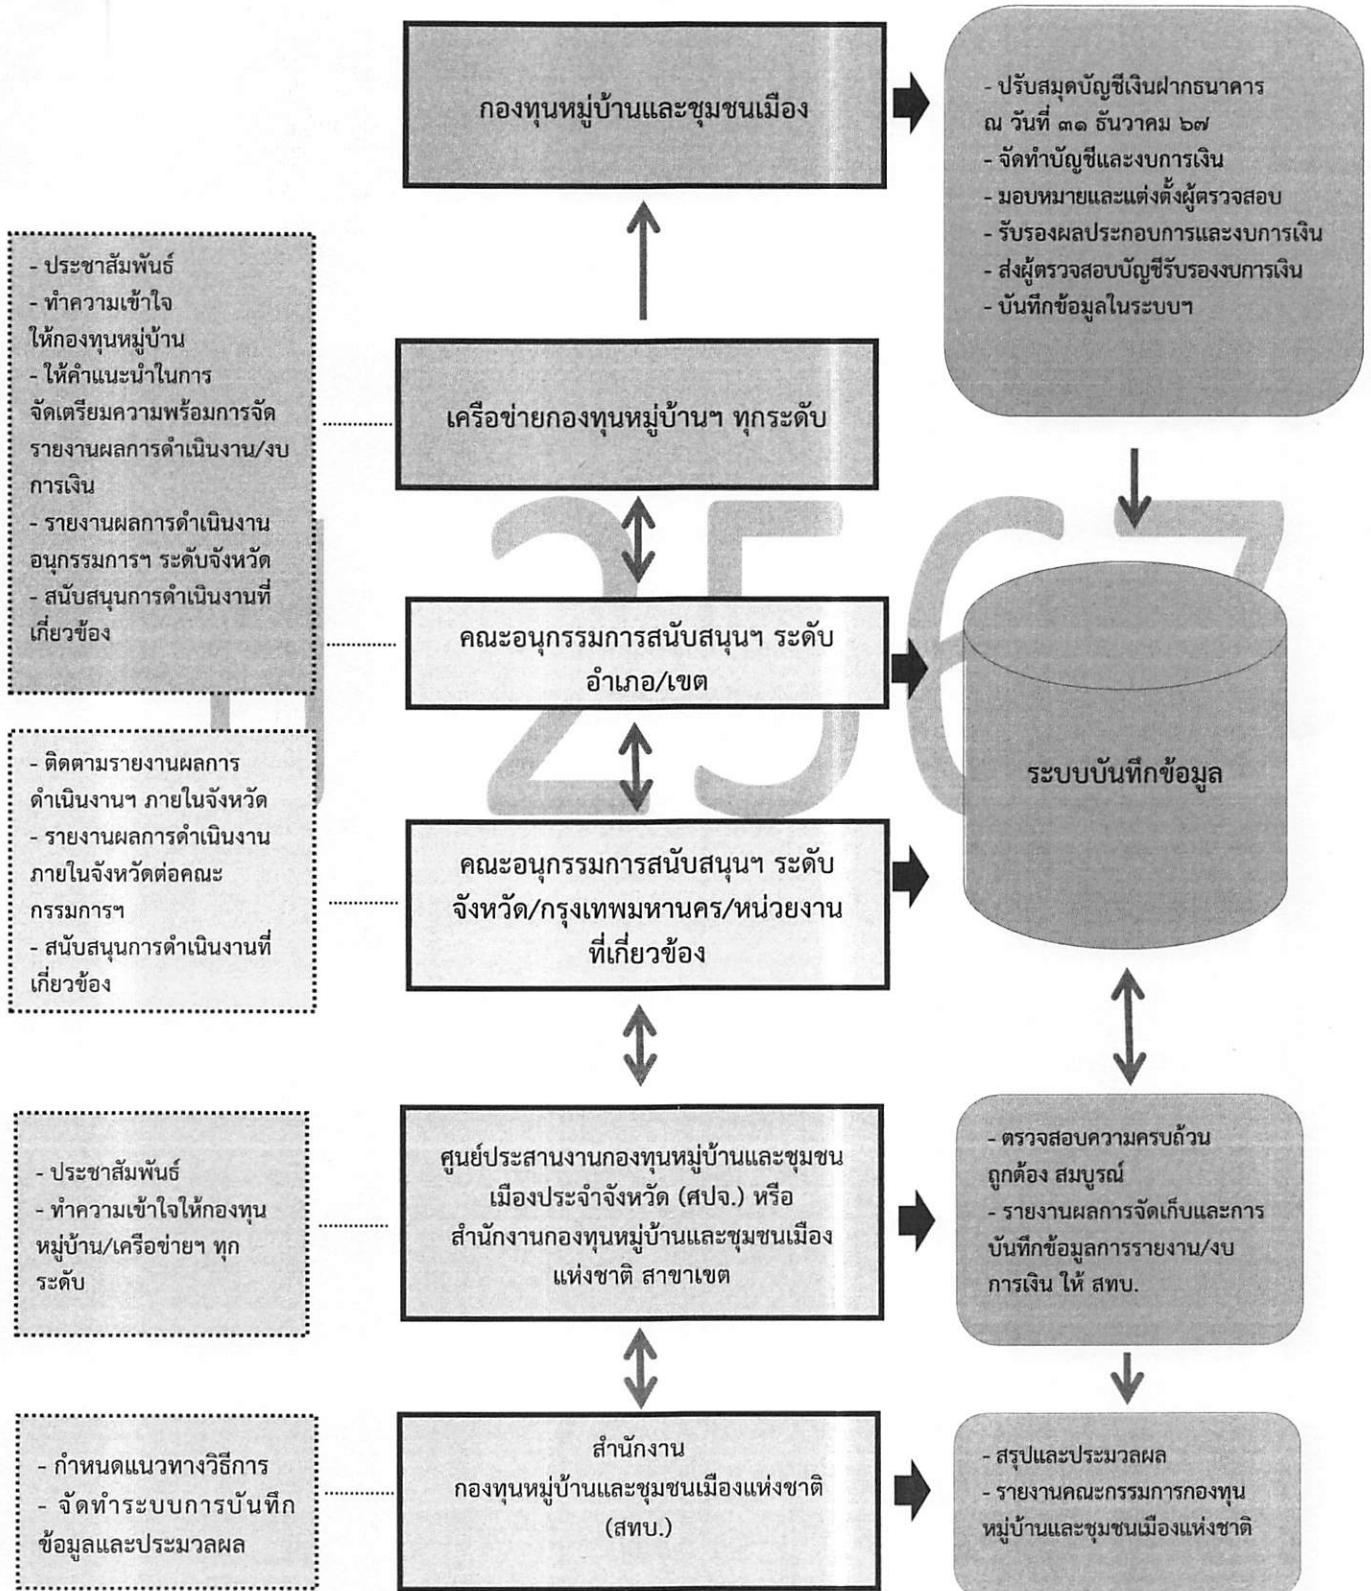 กองทุนหมู่บ้านและชุมชนเมือง
- ปรับสมุดบัญชีเงินฝากธนาคาร
ณ วันที่ ๓๑ ธันวาคม ๖๗
- จัดทำบัญชีและงบการเงิน
- มอบหมายและแต่งตั้งผู้ตรวจสอบ
- รับรองผลประกอบการและงบการเงิน
- ส่งผู้ตรวจสอบบัญชีรับรองงบการเงิน
- บันทึกข้อมูลในระบบฯ
- ประชาสัมพันธ์
- ทำความเข้าใจ
ให้กองทุนหมู่บ้าน
- ให้คำแนะนำในการ
จัดเตรียมความพร้อมการจัด
รายงานผลการดำเนินงาน/งบ
การเงิน
- รายงานผลการดำเนินงาน
อนุกรรมการฯ ระดับจังหวัด
- สนับสนุนการดำเนินงานที่
เกี่ยวข้อง
เครือข่ายกองทุนหมู่บ้านฯ ทุกระดับ
2567
คณะอนุกรรมการสนับสนุนฯ ระดับ
อำเภอ/เขต
ระบบบันทึกข้อมูล
- ติดตามรายงานผลการ
ดำเนินงานฯ ภายในจังหวัด
- รายงานผลการดำเนินงาน
ภายในจังหวัดต่อคณะ
กรรมการฯ
- สนับสนุนการดำเนินงานที่
เกี่ยวข้อง
คณะอนุกรรมการสนับสนุนฯ ระดับ
จังหวัด/กรุงเทพมหานคร/หน่วยงาน
ที่เกี่ยวข้อง
- ประชาสัมพันธ์
- ทำความเข้าใจให้กองทุน
หมู่บ้าน/เครือข่ายฯ ทุก
ระดับ
ศูนย์ประสานงานกองทุนหมู่บ้านและชุมชน
เมืองประจำจังหวัด (ศปจ.) หรือ
สำนักงานกองทุนหมู่บ้านและชุมชนเมือง
แห่งชาติ สาขาเขต
- ตรวจสอบความครบถ้วน
ถูกต้อง สมบูรณ์
- รายงานผลการจัดเก็บและการ
บันทึกข้อมูลการรายงาน/งบ
การเงิน ให้ สทบ.
- กำหนดแนวทางวิธีการ
- จัดทำระบบการบันทึก
ข้อมูลและประมวลผล
สำนักงาน
กองทุนหมู่บ้านและชุมชนเมืองแห่งชาติ
(สทบ.)
- สรุปและประมวลผล
- รายงานคณะกรรมการกองทุน
หมู่บ้านและชุมชนเมืองแห่งชาติ